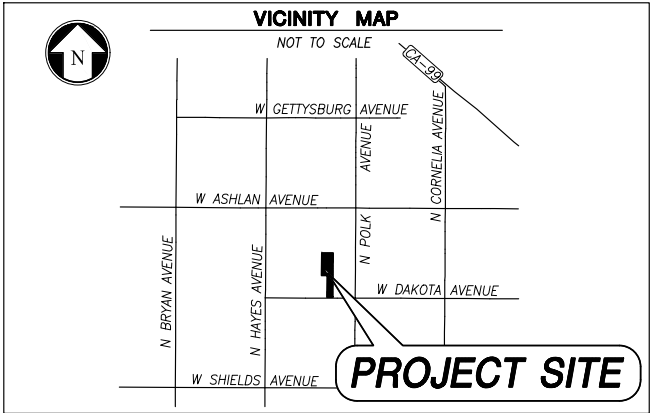 VICINITY MAP
NOT TO SCALE
N
CA-99
W GETTYSBURG AVENUE
N POLK AVENUE
N CORNELIA AVENUE
W ASHLAN AVENUE
N BRYAN AVENUE
N HAYES AVENUE
W DAKOTA AVENUE
W SHIELDS AVENUE
PROJECT SITE